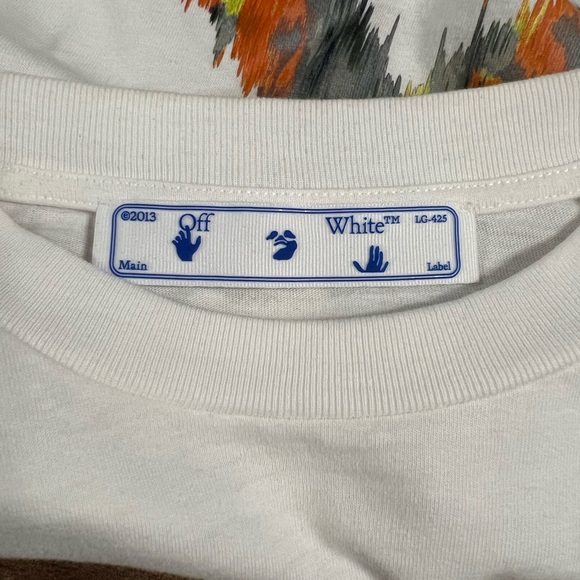 ©2013 Off White™ LG-425
Main Label